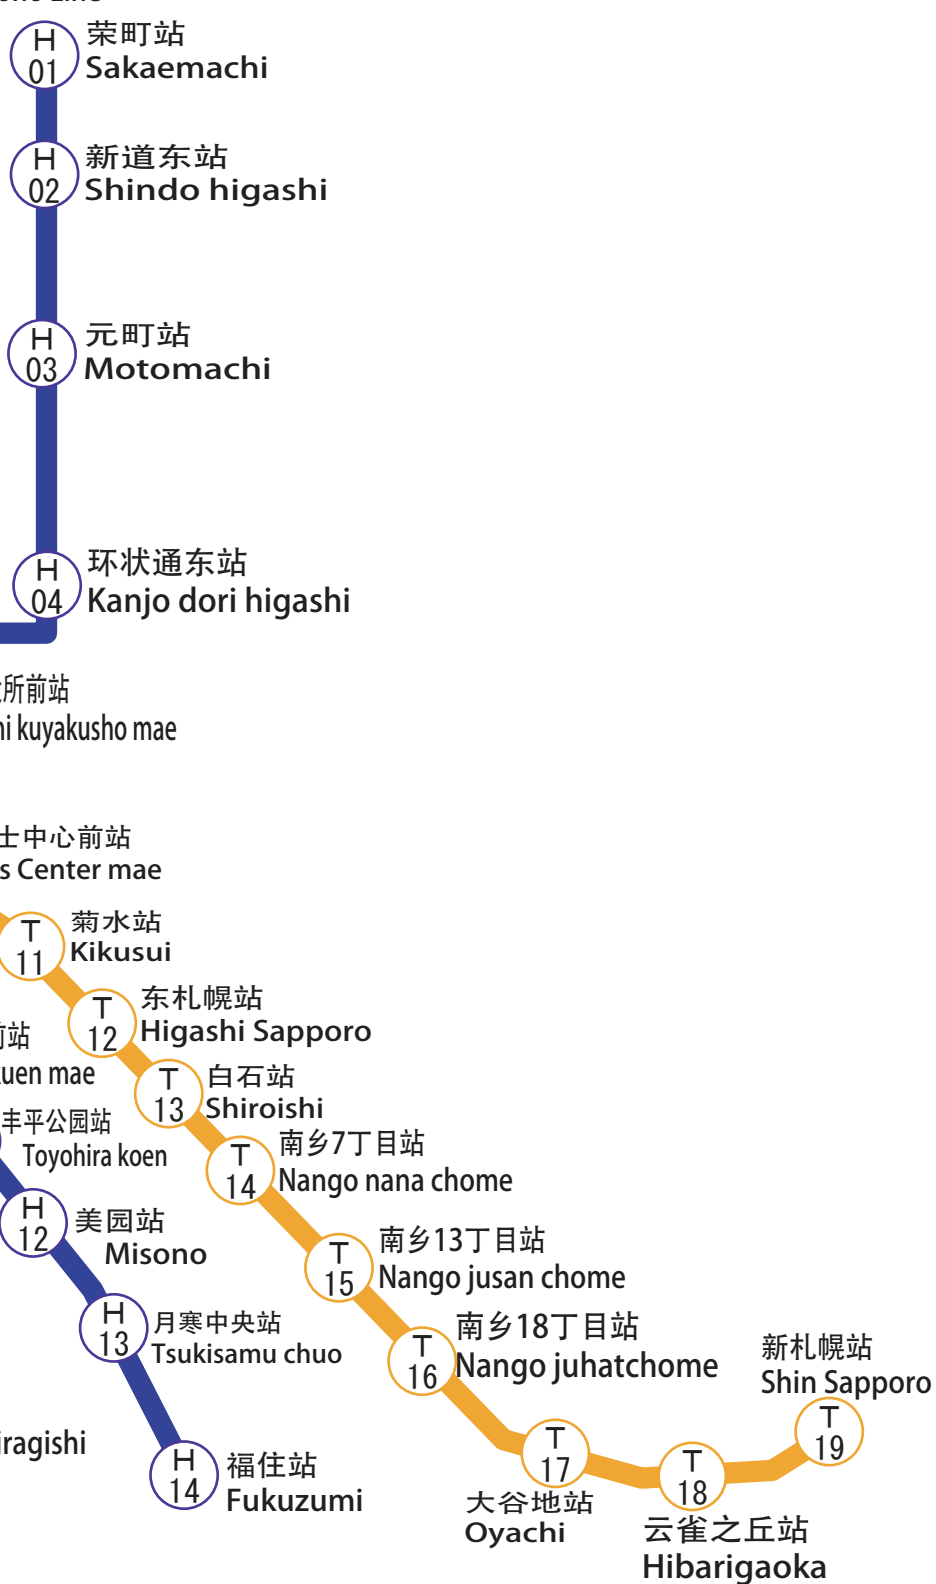 H
01
荣町站
Sakaemachi
H
02
新道东站
Shindo higashi
H
03
元町站
Motomachi
H
04
环状通东站
Kanjo dori higashi
所前站
kuyakusho mae
士中心前站
s Center mae
T
11
菊水站
Kikusui
T
12
东札幌站
Higashi Sapporo
前站
uen mae
T
13
白石站
Shiroishi
丰平公园站
Toyohira koen
T
14
南乡7丁目站
Nango nana chome
H
12
美园站
Misono
T
15
南乡13丁目站
Nango jusan chome
H
13
月寒中央站
Tsukisamu chuo
T
16
南乡18丁目站
Nango juhatchome
新札幌站
Shin Sapporo
T
19
iragishi
H
14
福住站
Fukuzumi
T
17
大谷地站
Oyachi
T
18
云雀之丘站
Hibarigaoka